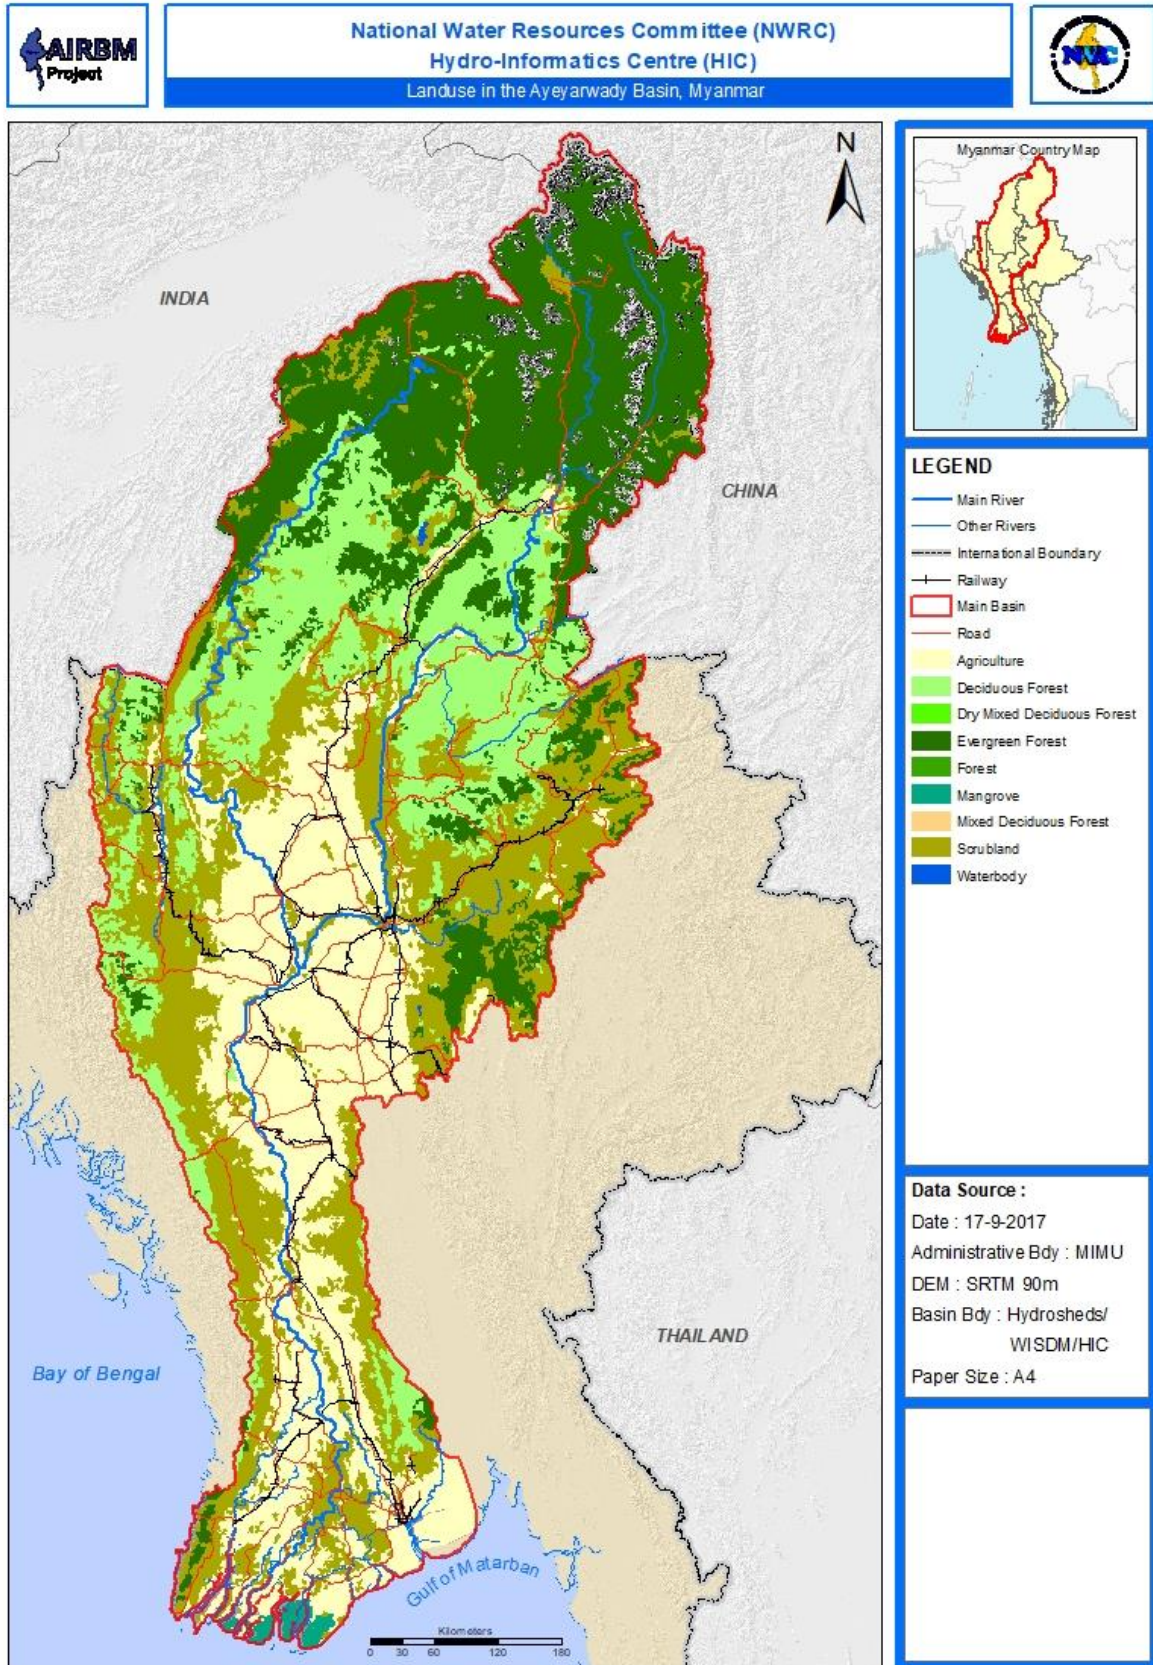 AIRBM
Project
National Water Resources Committee (NWRC)
Hydro-Informatics Centre (HIC)
Landuse in the Ayeyarwady Basin, Myanmar
NWRC
N
INDIA
CHINA
THAILAND
Bay of Bengal
Gulf of Matarban
Kilometers
0 30 60 120 180
Myanmar Country Map
LEGEND
Main River
Other Rivers
International Boundary
Railway
Main Basin
Road
Agriculture
Deciduous Forest
Dry Mixed Deciduous Forest
Evergreen Forest
Forest
Mangrove
Mixed Deciduous Forest
Scrubland
Waterbody
Data Source :
Date : 17-9-2017
Administrative Bdy : MIMU
DEM : SRTM 90m
Basin Bdy : Hydrosheds/
WISDM/HIC
Paper Size : A4